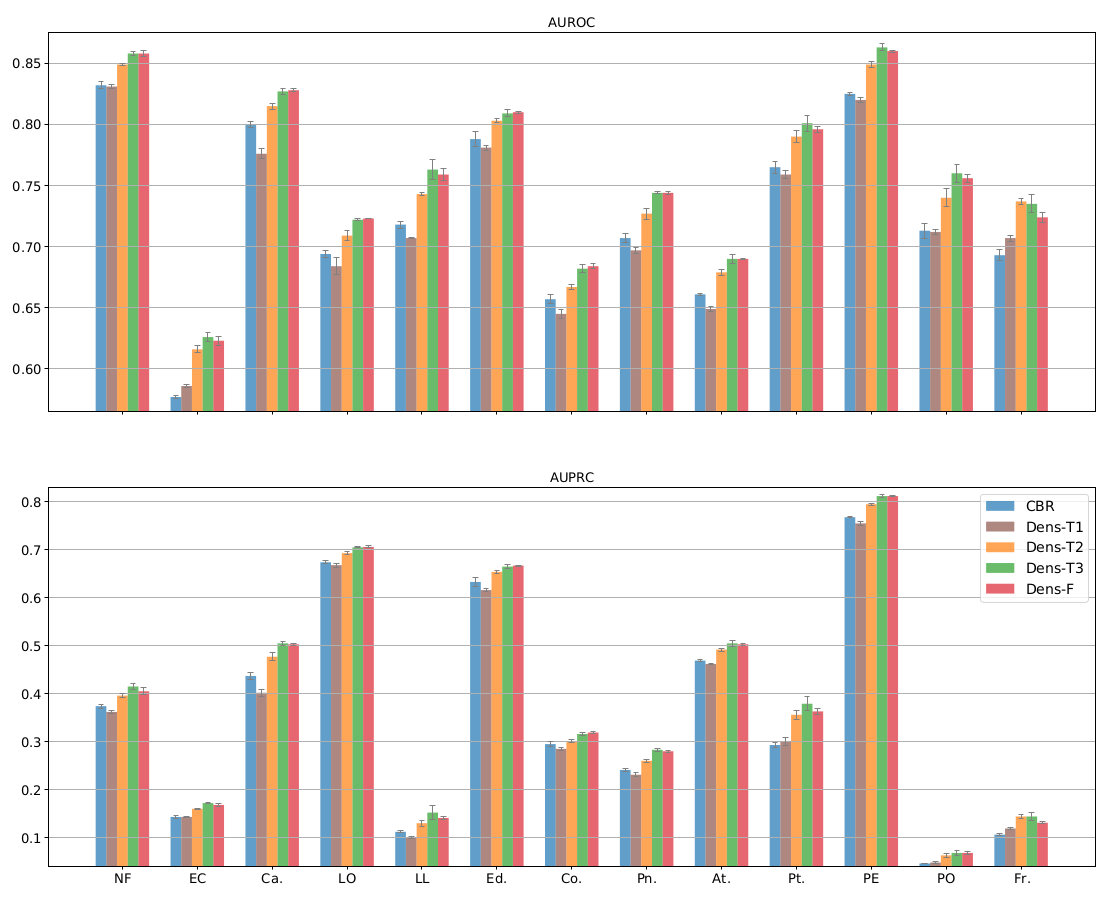 AUROC
0.85
0.80
0.75
0.70
0.65
0.60
AUPRC
0.8
0.7
0.6
0.5
0.4
0.3
0.2
0.1
CBR
Dens-T1
Dens-T2
Dens-T3
Dens-F
NF EC Ca. LO LL Ed. Co. Pn. At. Pt. PE PO Fr.